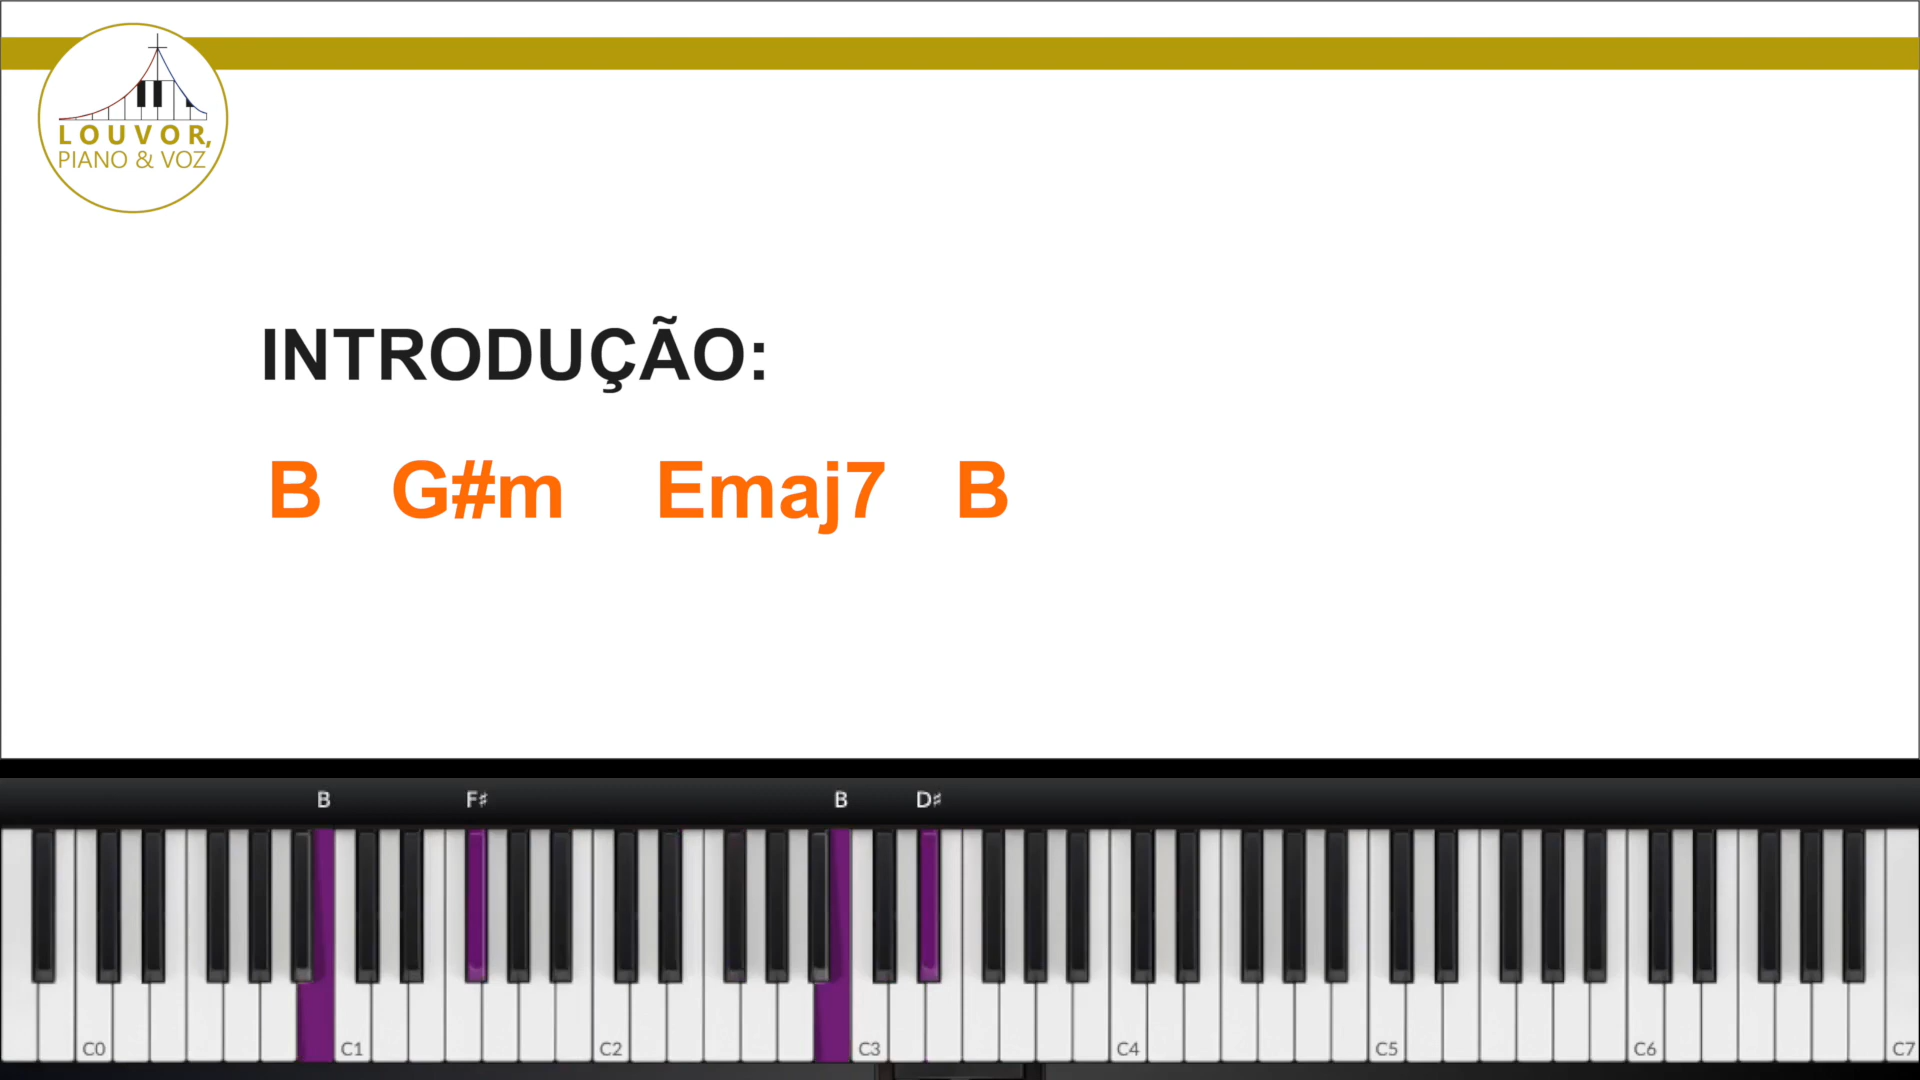 LOUVOR,
PIANO & VOZ
INTRODUÇÃO:
B G#m Emaj7 B
B F♯ B D♯
C0 C1 C2 C3 C4 C5 C6 C7